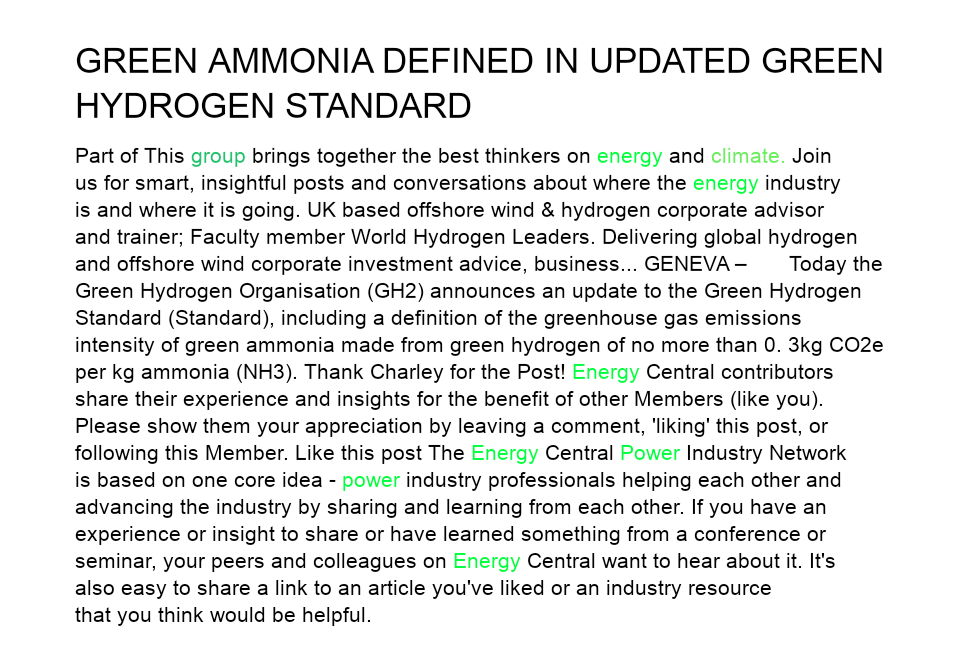 GREEN AMMONIA DEFINED IN UPDATED GREEN
HYDROGEN STANDARD
Part of This group brings together the best thinkers on energy and climate. Join
us for smart, insightful posts and conversations about where the energy industry
is and where it is going. UK based offshore wind & hydrogen corporate advisor
and trainer; Faculty member World Hydrogen Leaders. Delivering global hydrogen
and offshore wind corporate investment advice, business... GENEVA – Today the
Green Hydrogen Organisation (GH2) announces an update to the Green Hydrogen
Standard (Standard), including a definition of the greenhouse gas emissions
intensity of green ammonia made from green hydrogen of no more than 0. 3kg CO2e
per kg ammonia (NH3). Thank Charley for the Post! Energy Central contributors
share their experience and insights for the benefit of other Members (like you).
Please show them your appreciation by leaving a comment, 'liking' this post, or
following this Member. Like this post The Energy Central Power Industry Network
is based on one core idea - power industry professionals helping each other and
advancing the industry by sharing and learning from each other. If you have an
experience or insight to share or have learned something from a conference or
seminar, your peers and colleagues on Energy Central want to hear about it. It's
also easy to share a link to an article you've liked or an industry resource
that you think would be helpful.